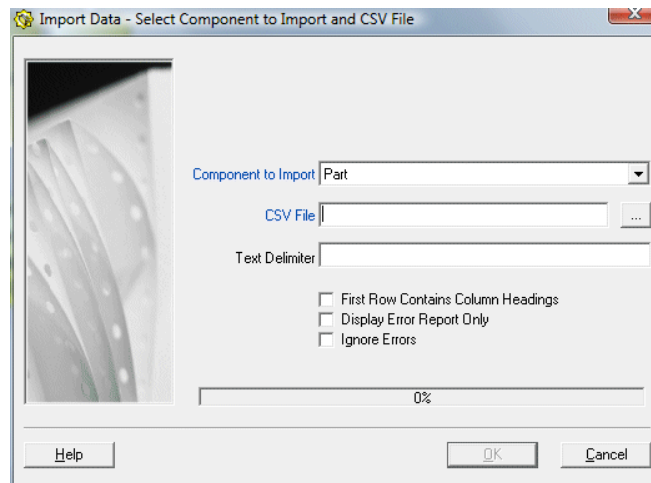 Import Data - Select Component to Import and CSV File
Component to Import Part
CSV File ...
Text Delimiter
First Row Contains Column Headings
Display Error Report Only
Ignore Errors
0%
Help OK Cancel